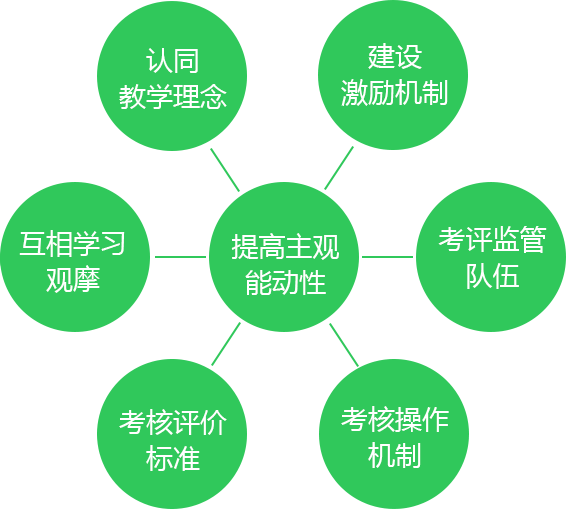 认同
教学理念
建设
激励机制
互相学习
观摩
提高主观
能动性
考评监管
队伍
考核评价
标准
考核操作
机制